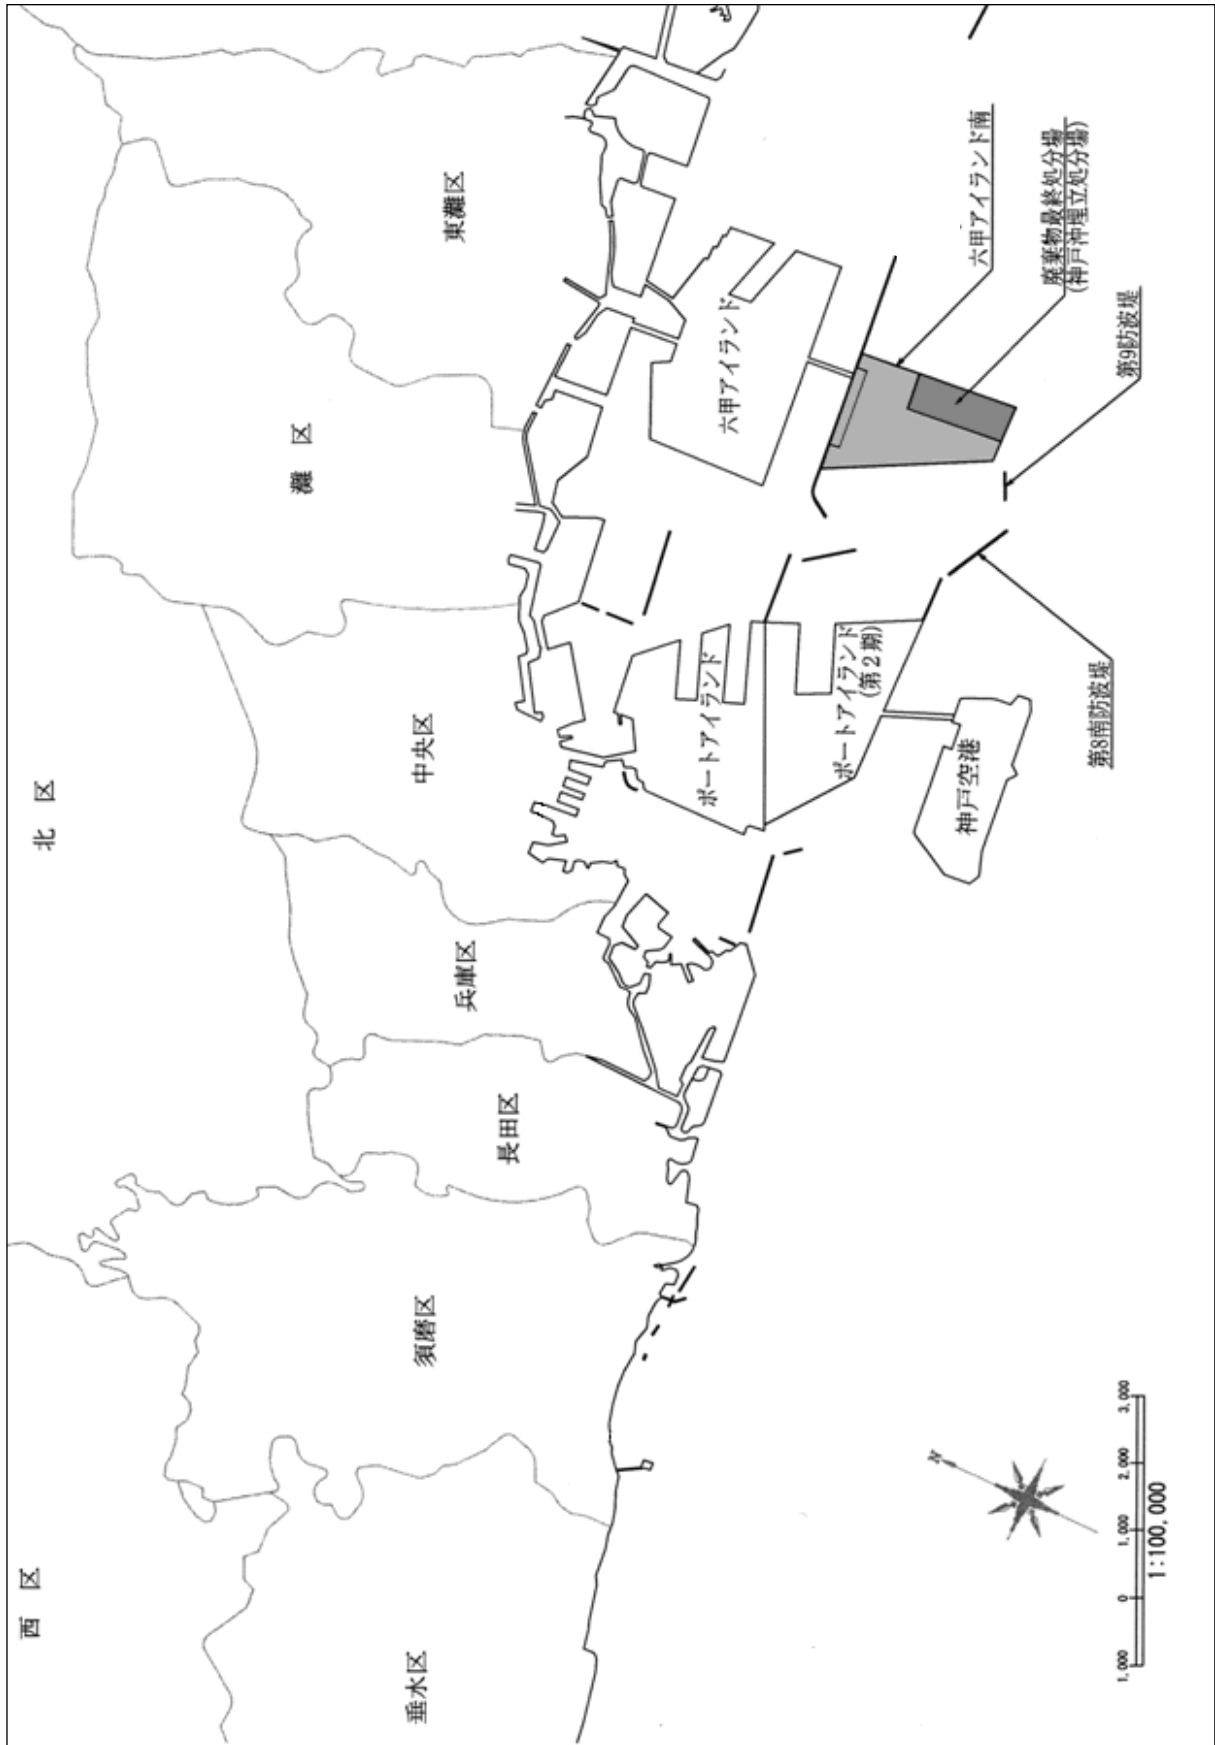 西 区
北 区
垂水区
須磨区
長田区
兵庫区
中央区
灘 区
東灘区
ポートアイランド
ポートアイランド
(第2期)
六甲アイランド
神戸空港
六甲アイランド南
廃棄物最終処分場
(神戸沖埋立処分場)
第9防波堤
第8南防波堤
N
1,000 0 1,000 2,000 3,000
1:100,000